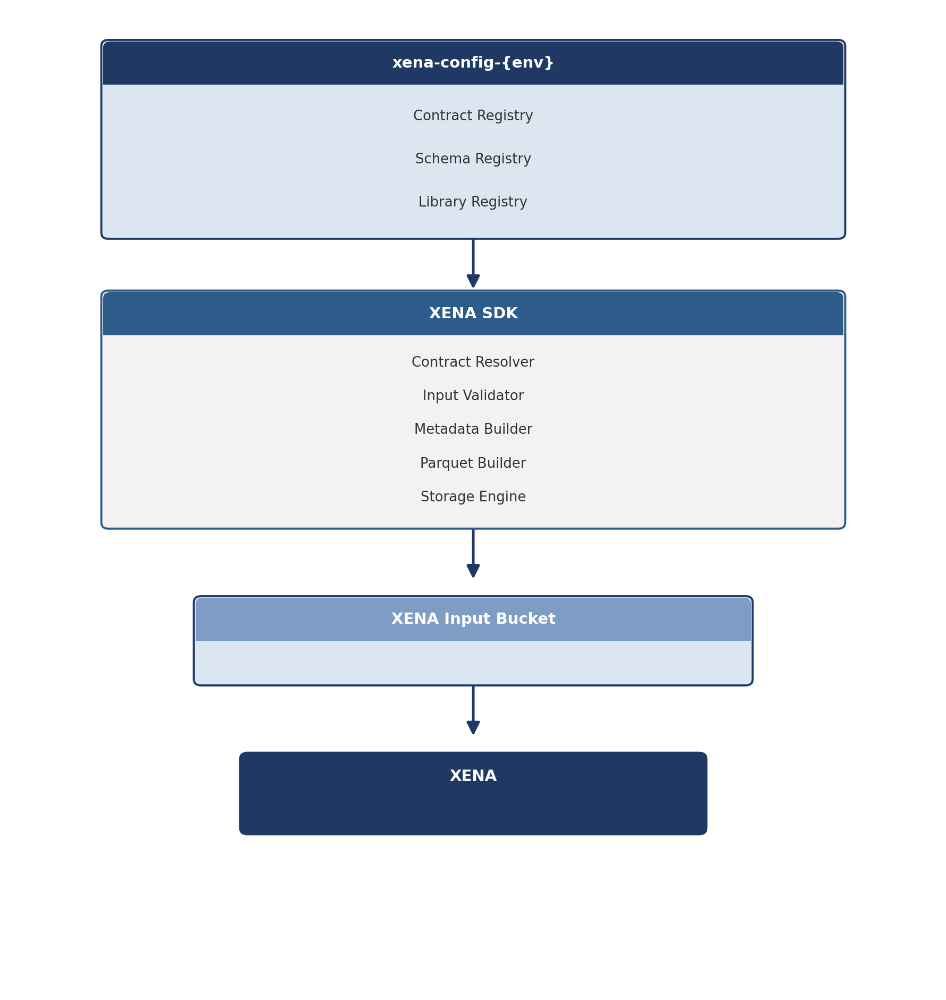 xena-config-{env}
Contract Registry
Schema Registry
Library Registry
XENA SDK
Contract Resolver
Input Validator
Metadata Builder
Parquet Builder
Storage Engine
XENA Input Bucket
XENA